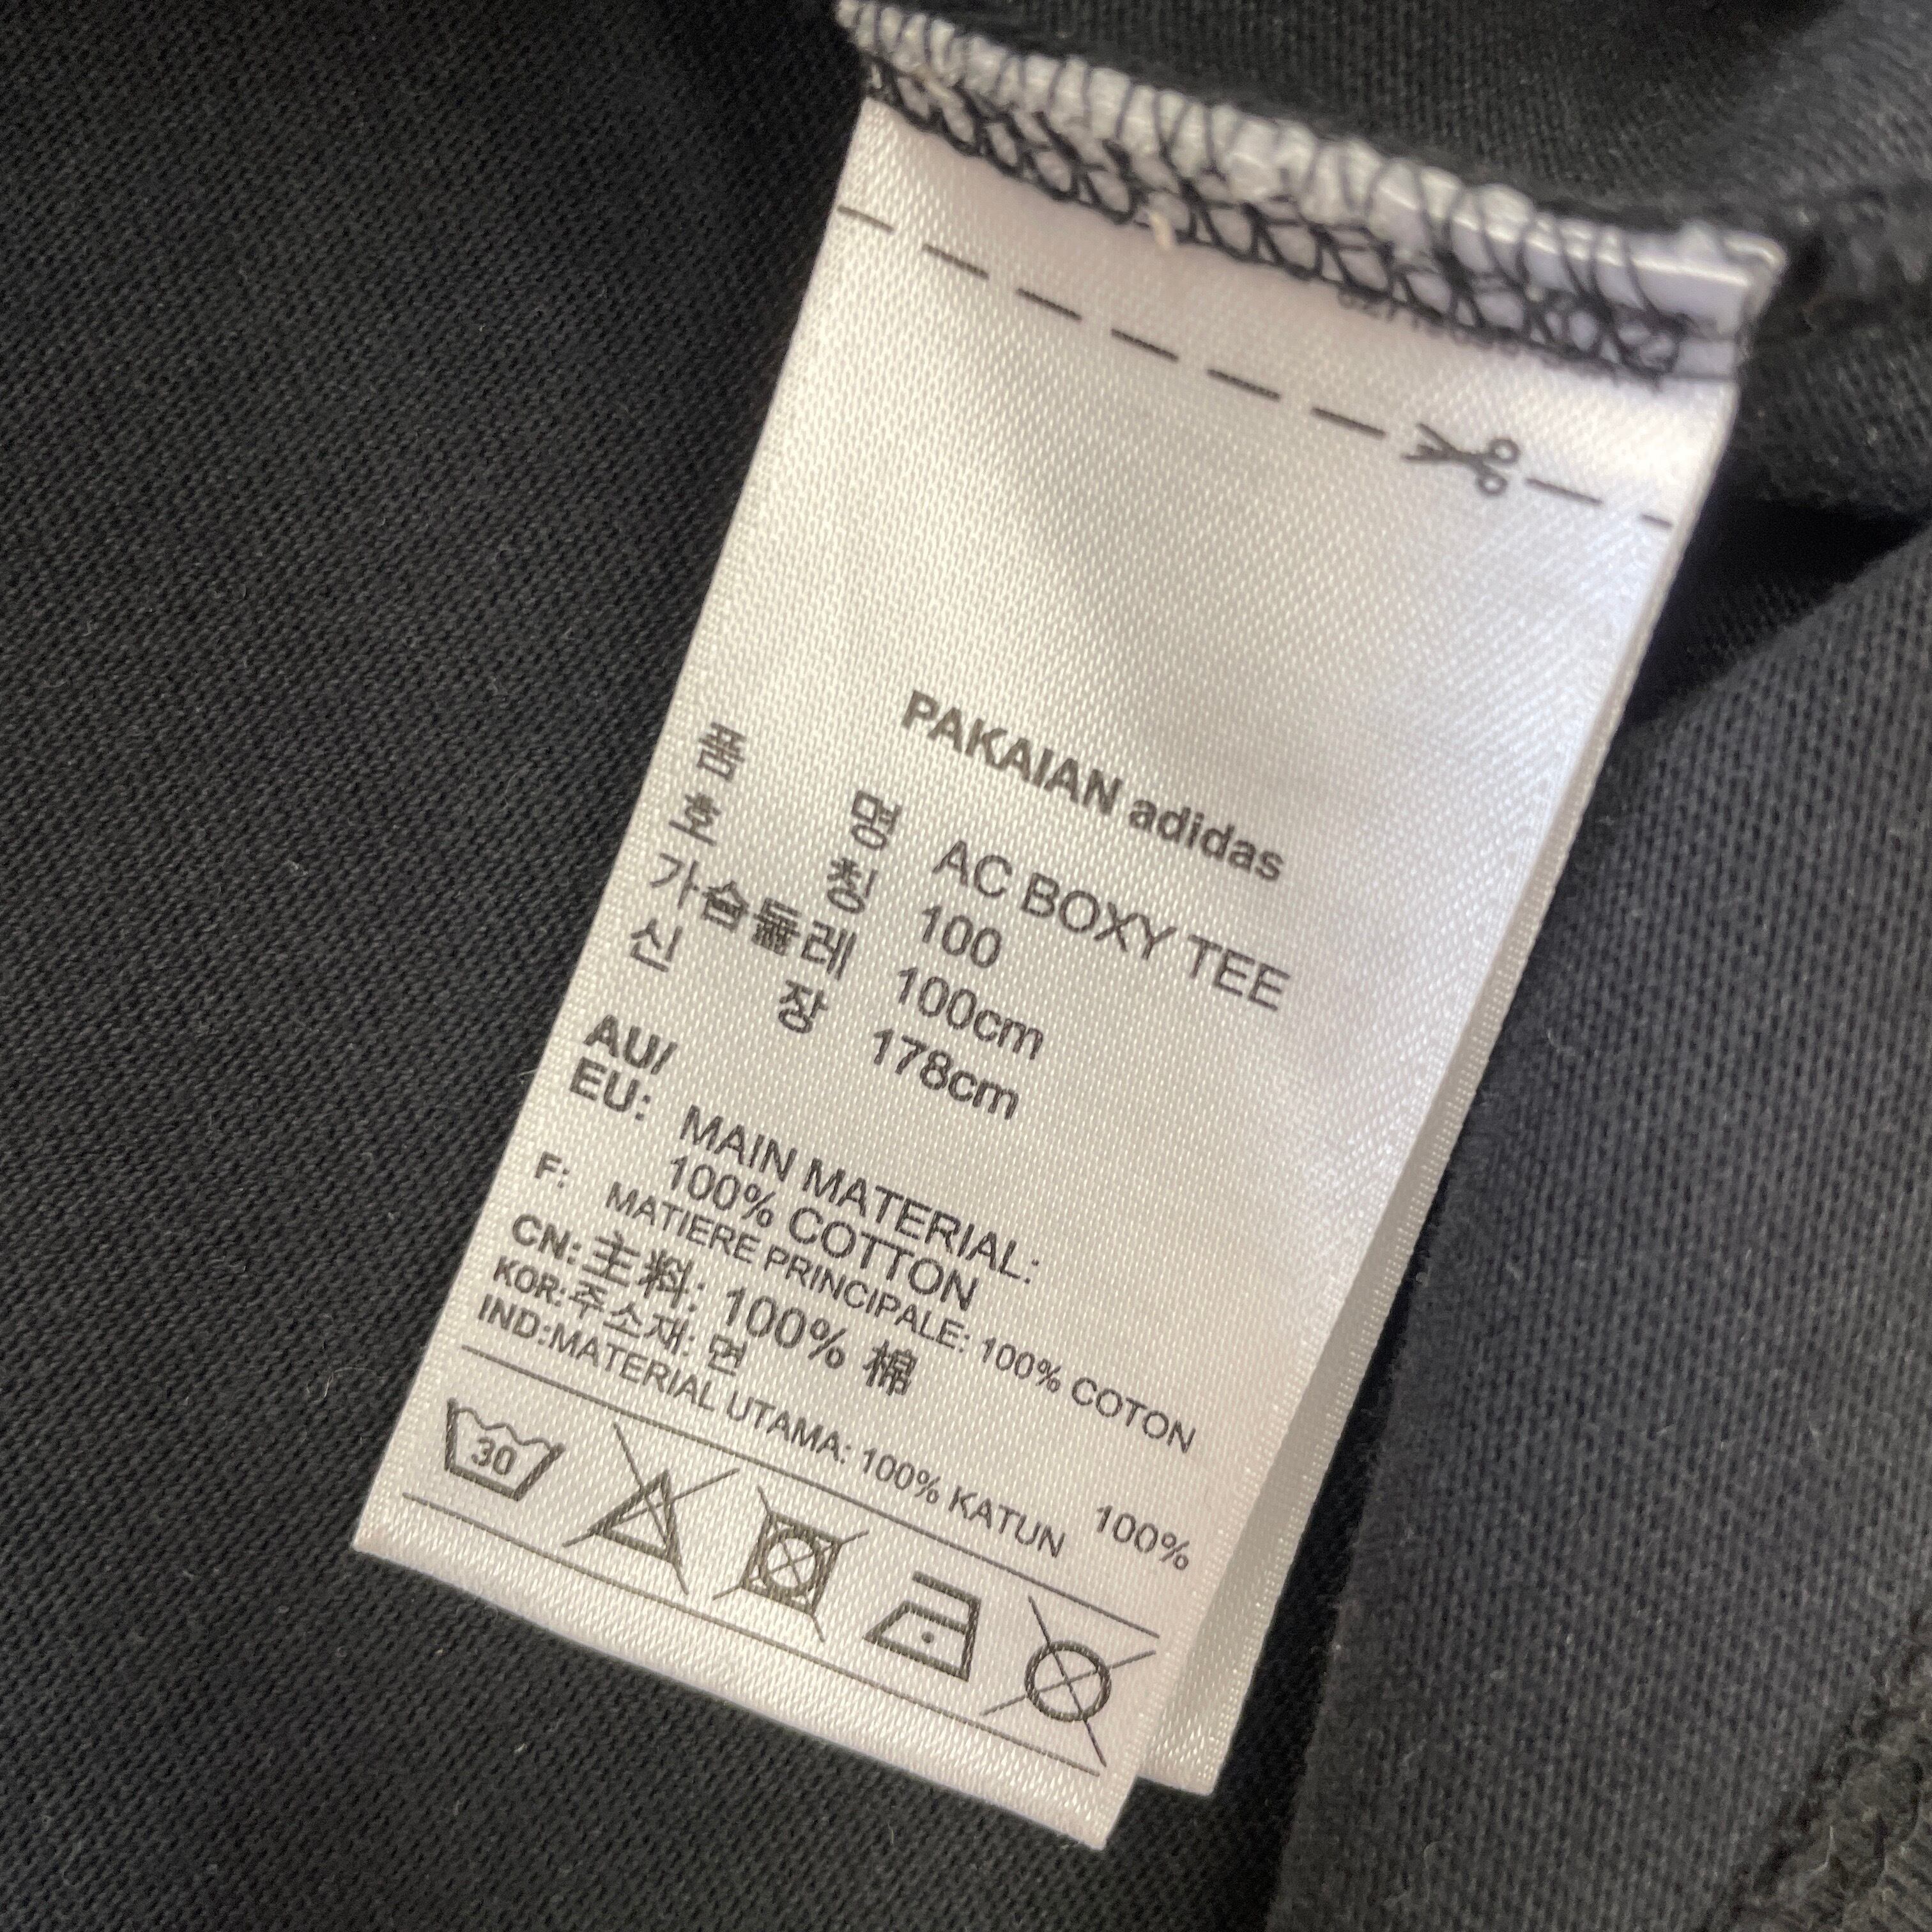 PAKAIAN adidas
품 명 AC BOXY TEE
호 칭 100
가슴둘레 100cm
신 장 178cm
AU/
EU: MAIN MATERIAL:
100% COTTON
F: MATIERE PRINCIPALE: 100% COTON
CN: 主料: 100% 棉
KOR: 주소재: 면 100%
IND:MATERIAL UTAMA: 100% KATUN
30